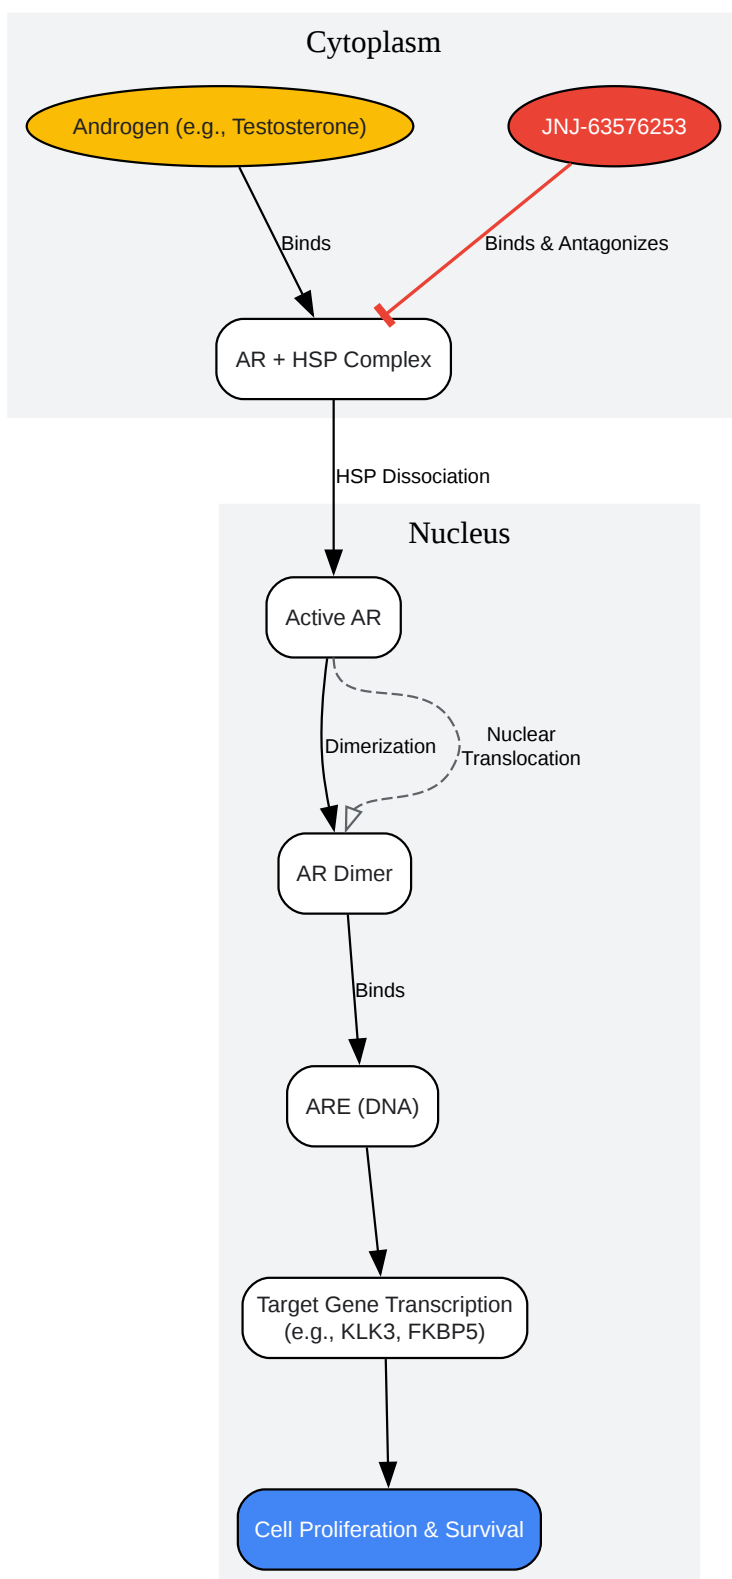 Cytoplasm
Androgen (e.g., Testosterone)
JNJ-63576253
Binds
Binds & Antagonizes
AR + HSP Complex
HSP Dissociation
Nucleus
Active AR
Dimerization
Nuclear
Translocation
AR Dimer
Binds
ARE (DNA)
Target Gene Transcription
(e.g., KLK3, FKBP5)
Cell Proliferation & Survival